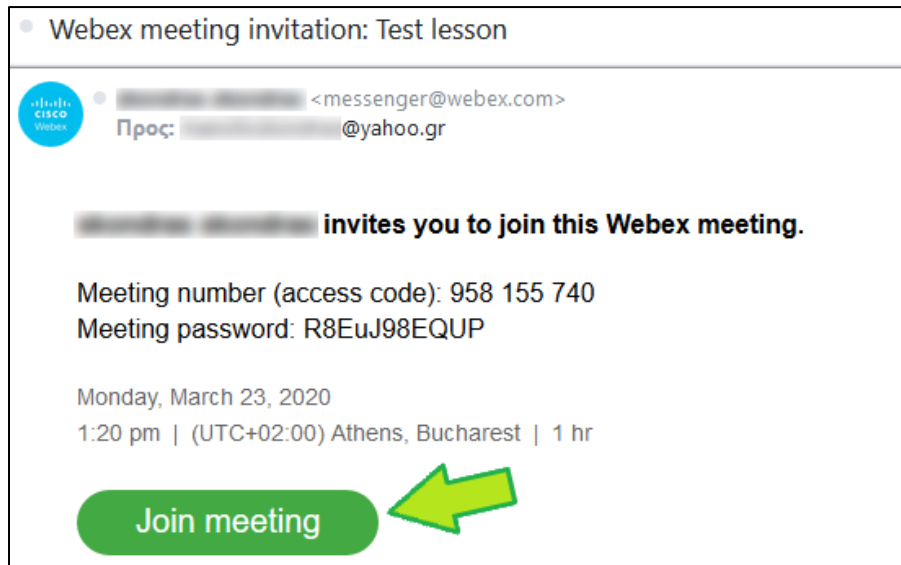 Webex meeting invitation: Test lesson
CISCO
Webex
<messenger@webex.com>
Προς: @yahoo.gr
invites you to join this Webex meeting.
Meeting number (access code): 958 155 740
Meeting password: R8EuJ98EQUP
Monday, March 23, 2020
1:20 pm | (UTC+02:00) Athens, Bucharest | 1 hr
Join meeting